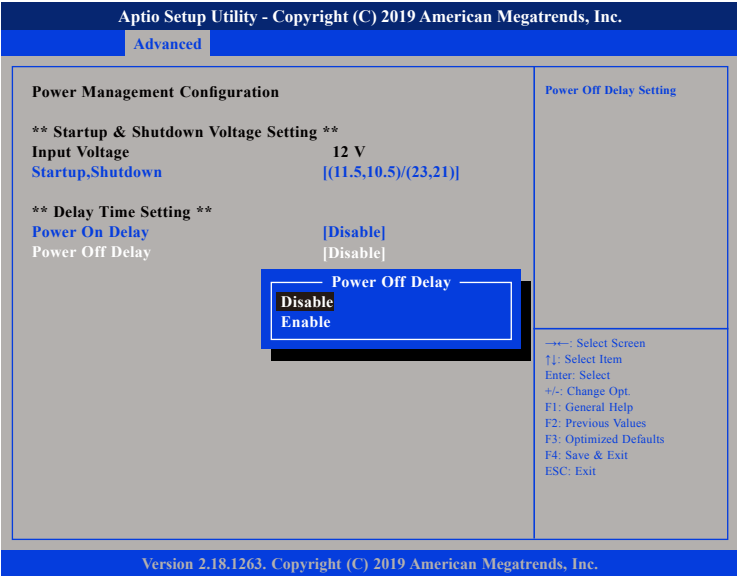 Aptio Setup Utility - Copyright (C) 2019 American Megatrends, Inc.
Advanced
Power Management Configuration
** Startup & Shutdown Voltage Setting **
Input Voltage 12 V
Startup,Shutdown [(11.5,10.5)/(23,21)]
** Delay Time Setting **
Power On Delay [Disable]
Power Off Delay [Disable]
Power Off Delay
Disable
Enable
Power Off Delay Setting
→←: Select Screen
↑↓: Select Item
Enter: Select
+/-: Change Opt.
F1: General Help
F2: Previous Values
F3: Optimized Defaults
F4: Save & Exit
ESC: Exit
Version 2.18.1263. Copyright (C) 2019 American Megatrends, Inc.